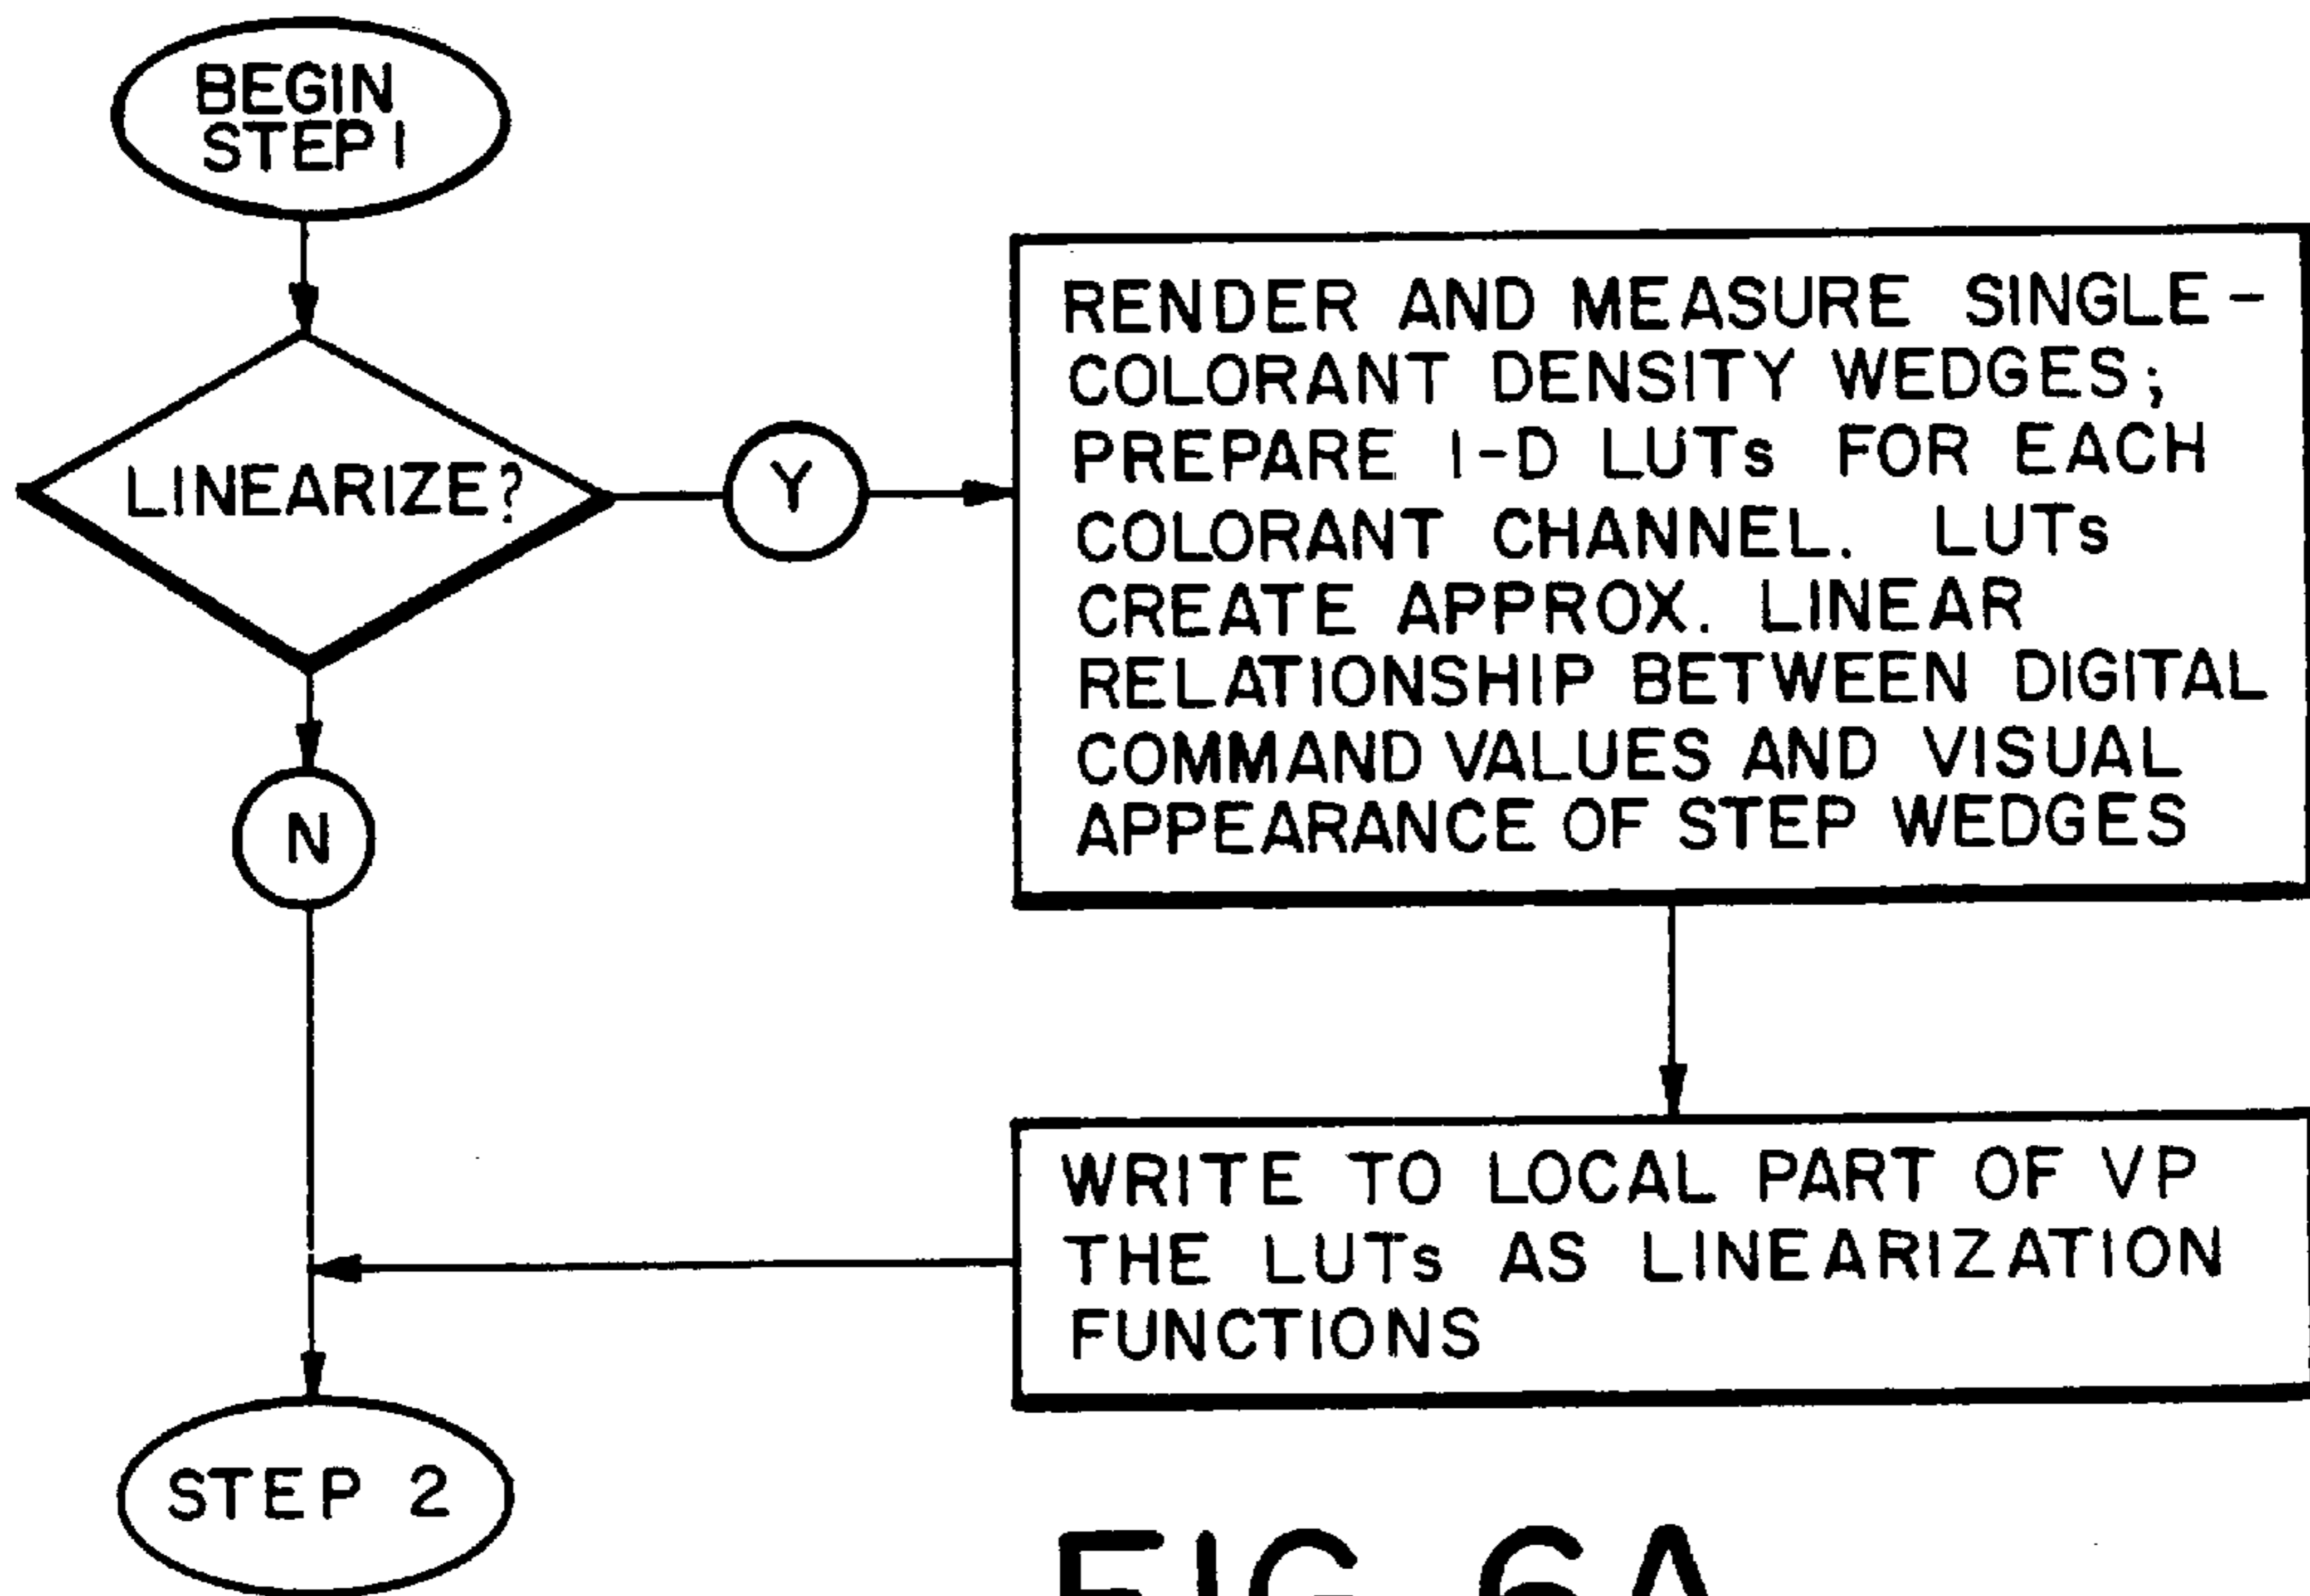 BEGIN
STEP 1
LINEARIZE?
Y
RENDER AND MEASURE SINGLE-
COLORANT DENSITY WEDGES;
PREPARE 1-D LUTs FOR EACH
COLORANT CHANNEL. LUTs
CREATE APPROX. LINEAR
RELATIONSHIP BETWEEN DIGITAL
COMMAND VALUES AND VISUAL
APPEARANCE OF STEP WEDGES
N
WRITE TO LOCAL PART OF VP
THE LUTs AS LINEARIZATION
FUNCTIONS
STEP 2
FIG. 6A